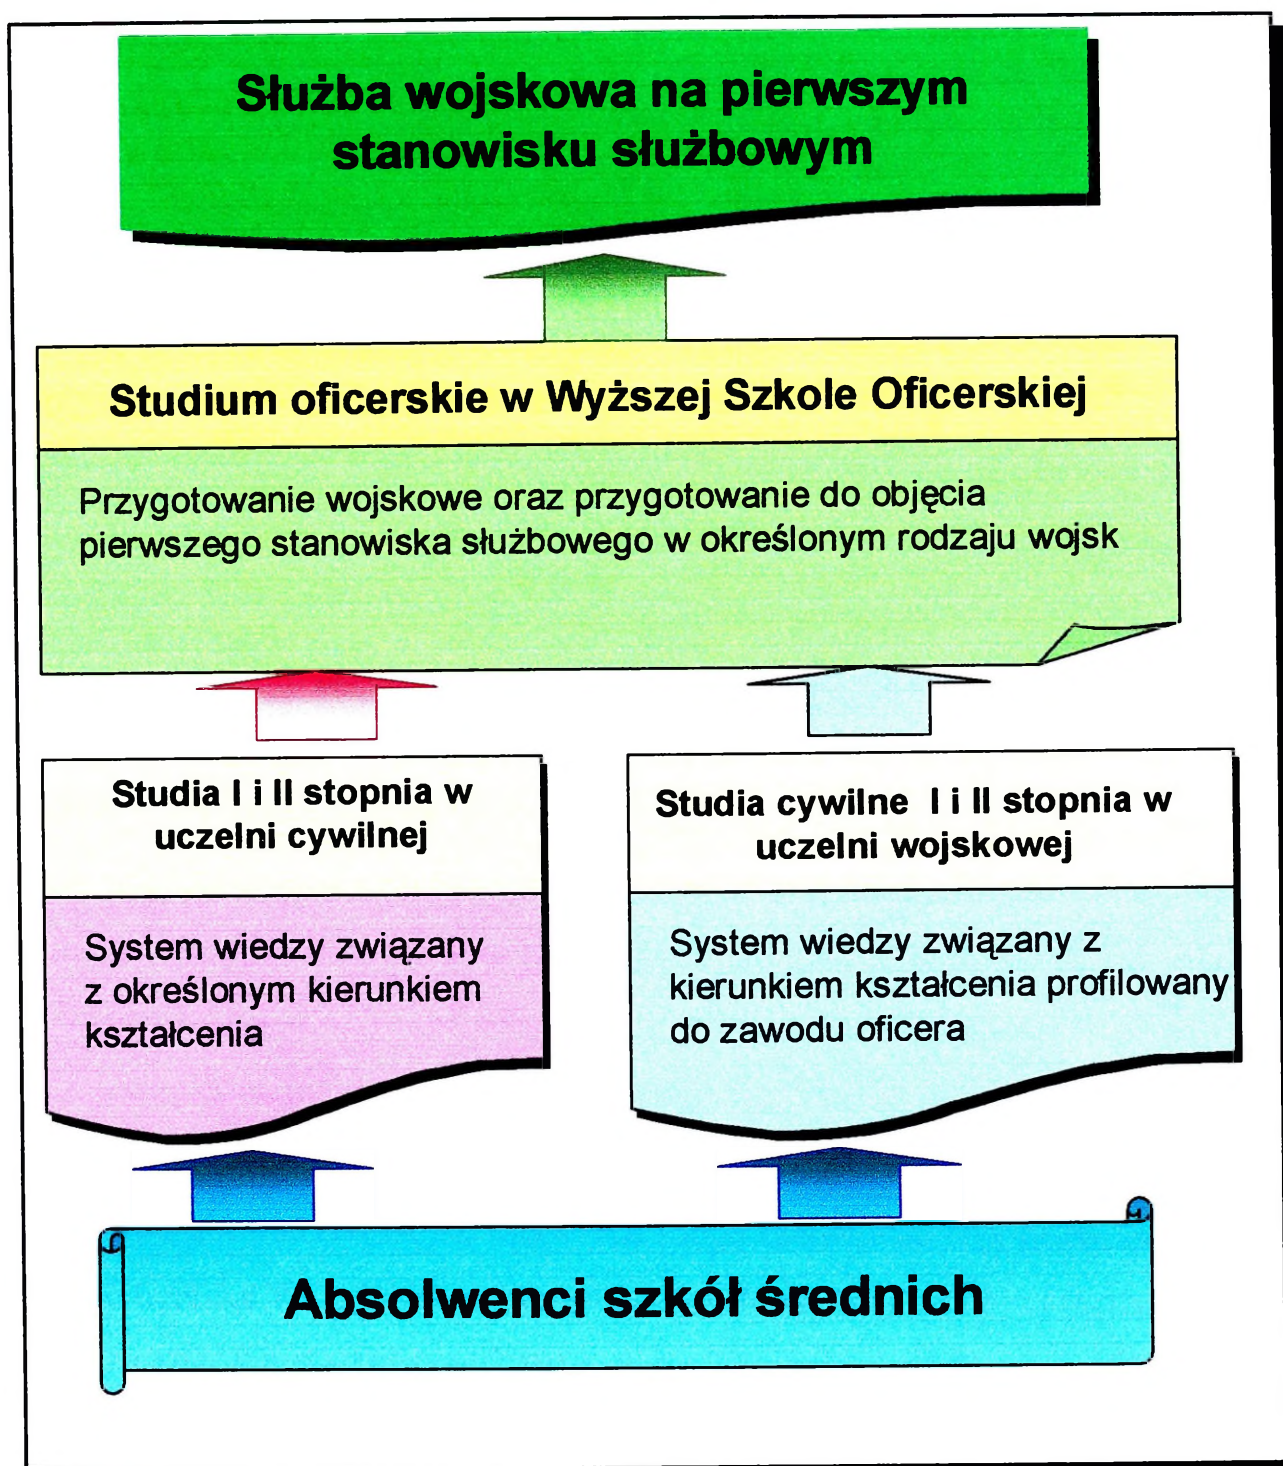 Służba wojskowa na pierwszym
stanowisku służbowym
Studium oficerskie w Wyższej Szkole Oficerskiej
Przygotowanie wojskowe oraz przygotowanie do objęcia
pierwszego stanowiska służbowego w określonym rodzaju wojsk
Studia I i II stopnia w
uczelni cywilnej
System wiedzy związany
z określonym kierunkiem
kształcenia
Studia cywilne I i II stopnia w
uczelni wojskowej
System wiedzy związany z
kierunkiem kształcenia profilowany
do zawodu oficera
Absolwenci szkół średnich